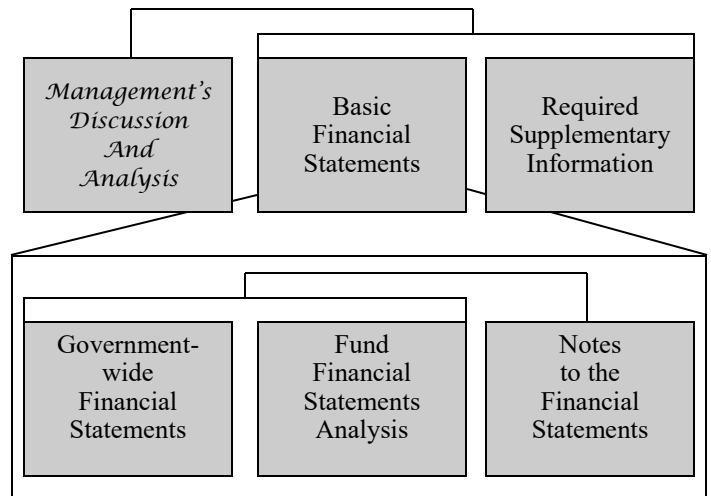 Management's
Discussion
And
Analysis
Basic
Financial
Statements
Required
Supplementary
Information
Government-
wide
Financial
Statements
Fund
Financial
Statements
Analysis
Notes
to the
Financial
Statements